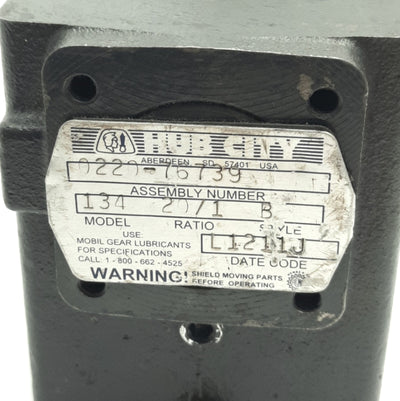 HUB CITY
ABERDEEN, SD 57401 USA
0220-76739
ASSEMBLY NUMBER
134 20/1 B
MODEL RATIO STYLE
USE:
MOBIL GEAR LUBRICANTS
FOR SPECIFICATIONS
CALL: 1 - 800 - 662 - 4525
L1211J
DATE CODE
WARNING! SHIELD MOVING PARTS
BEFORE OPERATING